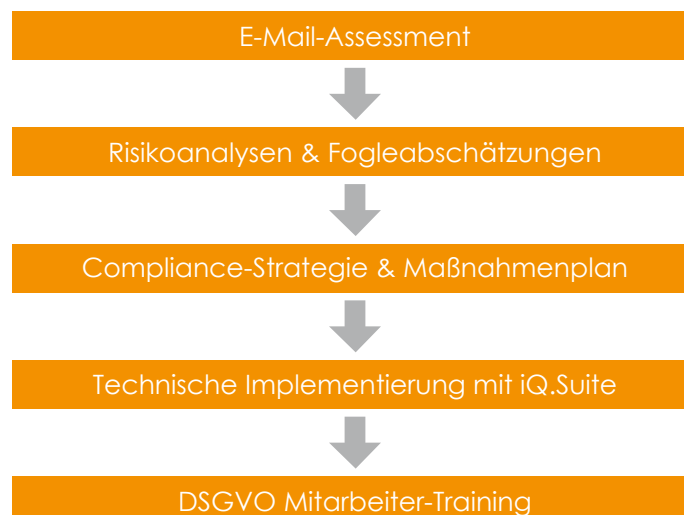 E-Mail-Assessment
Risikoanalysen & Fogleabschätzungen
Compliance-Strategie & Maßnahmenplan
Technische Implementierung mit iQ.Suite
DSGVO Mitarbeiter-Training